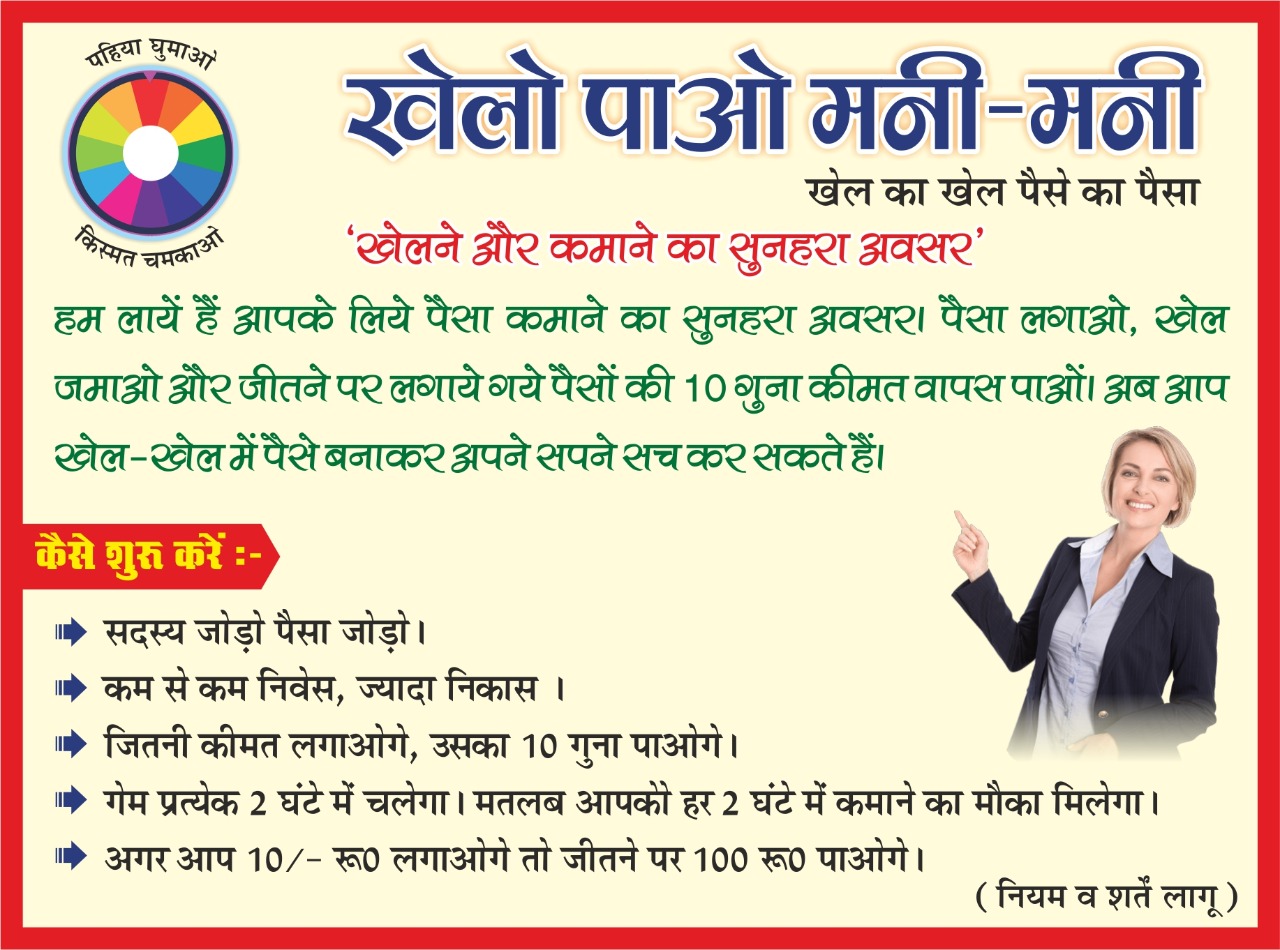 पहिया घुमाओ
किस्मत चमकाओ
खेलो पाओ मनी-मनी
खेल का खेल पैसे का पैसा
‘खेलने और कमाने का सुनहरा अवसर’
हम लायें हैं आपके लिये पैसा कमाने का सुनहरा अवसर। पैसा लगाओ, खेल
जमाओ और जीतने पर लगाये गये पैसों की 10 गुना कीमत वापस पाओं। अब आप
खेल-खेल में पैसे बनाकर अपने सपने सच कर सकते हैं।
कैसे शुरू करें :-
सदस्य जोड़ो पैसा जोड़ो।
कम से कम निवेस, ज्यादा निकास ।
जितनी कीमत लगाओगे, उसका 10 गुना पाओगे।
गेम प्रत्येक 2 घंटे में चलेगा। मतलब आपकोे हर 2 घंटे में कमाने का मौका मिलेगा।
अगर आप 10/- रू0 लगाओगे तो जीतने पर 100 रू0 पाओगे।
( नियम व शर्तें लागू )